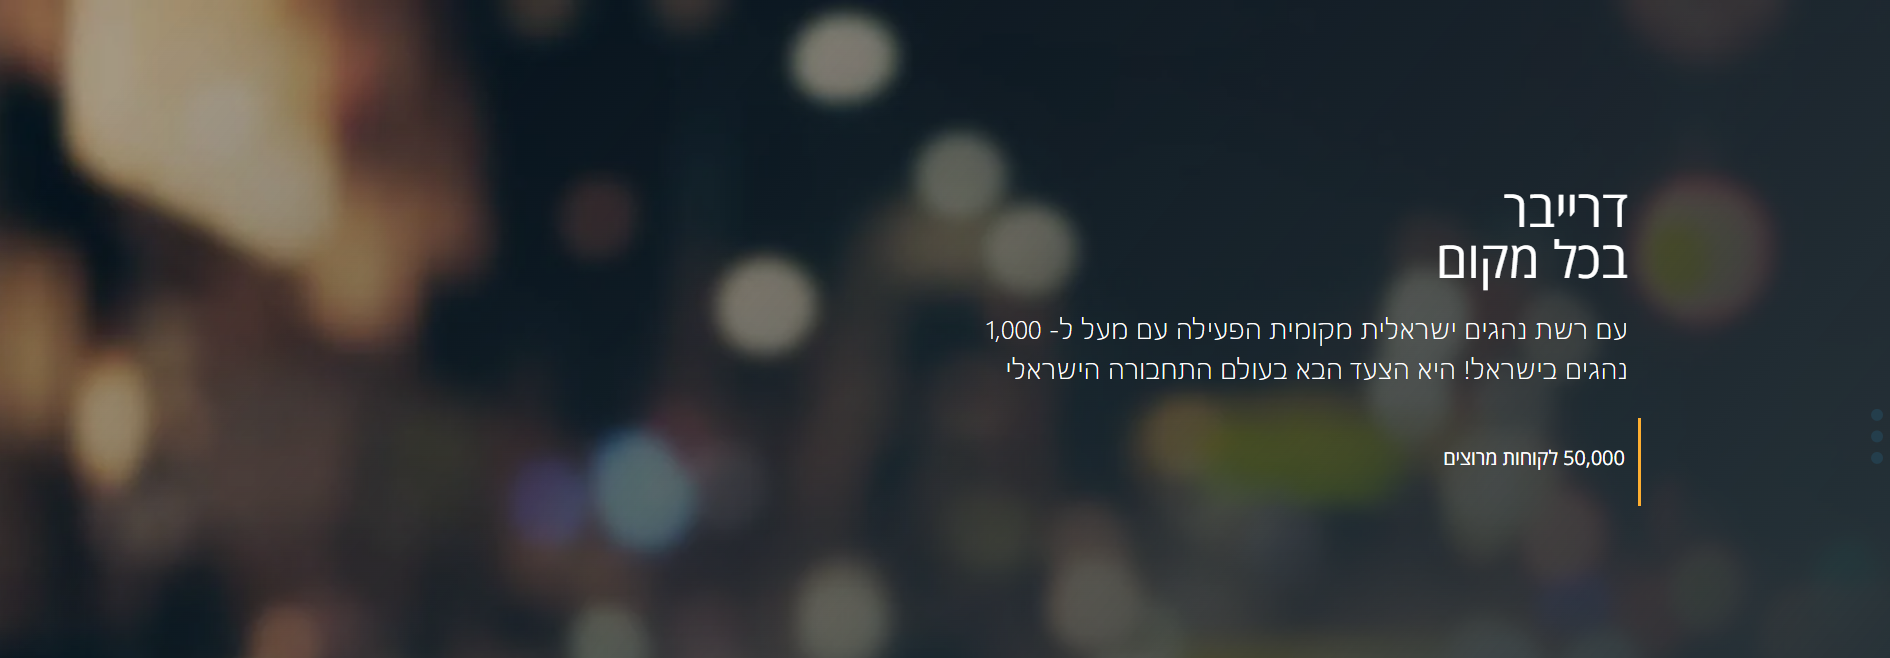 דרייבר
בכל מקום
עם רשת נהגים ישראלית מקומית הפעילה עם מעל ל- 1,000
נהגים בישראל! היא הצעד הבא בעולם התחבורה הישראלי
50,000 לקוחות מרוצים